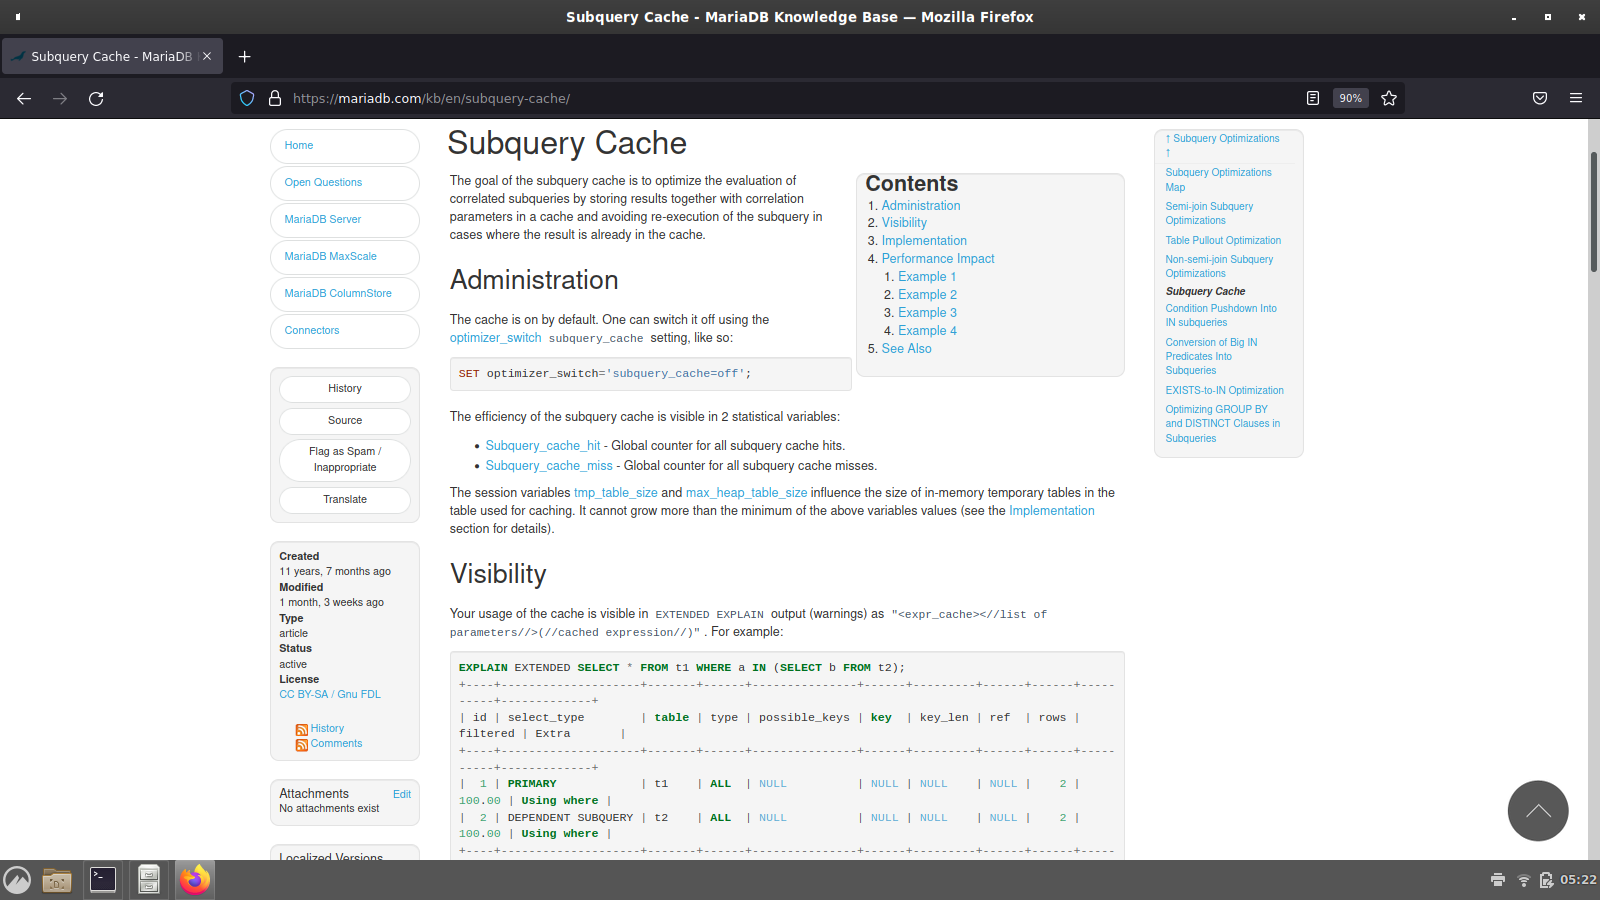 Subquery Cache - MariaDB Knowledge Base — Mozilla Firefox
Subquery Cache - MariaDB
https://mariadb.com/kb/en/subquery-cache/
90%
Home
Open Questions
MariaDB Server
MariaDB MaxScale
MariaDB ColumnStore
Connectors
History
Source
Flag as Spam /
Inappropriate
Translate
Created
11 years, 7 months ago
Modified
1 month, 3 weeks ago
Type
article
Status
active
License
CC BY-SA / Gnu FDL
History
Comments
Attachments
Edit
No attachments exist
Localized Versions
Subquery Cache
The goal of the subquery cache is to optimize the evaluation of
correlated subqueries by storing results together with correlation
parameters in a cache and avoiding re-execution of the subquery in
cases where the result is already in the cache.
Contents
1. Administration
2. Visibility
3. Implementation
4. Performance Impact
1. Example 1
2. Example 2
3. Example 3
4. Example 4
5. See Also
Administration
The cache is on by default. One can switch it off using the
optimizer_switch subquery_cache setting, like so:
SET optimizer_switch='subquery_cache=off';
The efficiency of the subquery cache is visible in 2 statistical variables:
• Subquery_cache_hit - Global counter for all subquery cache hits.
• Subquery_cache_miss - Global counter for all subquery cache misses.
The session variables tmp_table_size and max_heap_table_size influence the size of in-memory temporary tables in the
table used for caching. It cannot grow more than the minimum of the above variables values (see the Implementation
section for details).
Visibility
Your usage of the cache is visible in EXTENDED EXPLAIN output (warnings) as "<expr_cache><//list of
parameters//>(//cached expression//)" . For example:
EXPLAIN EXTENDED SELECT * FROM t1 WHERE a IN (SELECT b FROM t2);
+----+--------------------+-------+------+---------------+------+---------+------+------+-----
-----+-------------+
| id | select_type        | table | type | possible_keys | key  | key_len | ref  | rows |
filtered | Extra       |
+----+--------------------+-------+------+---------------+------+---------+------+------+-----
-----+-------------+
|  1 | PRIMARY            | t1    | ALL  | NULL          | NULL | NULL    | NULL |    2 |
100.00 | Using where |
|  2 | DEPENDENT SUBQUERY | t2    | ALL  | NULL          | NULL | NULL    | NULL |    2 |
100.00 | Using where |
+----+--------------------+-------+------+---------------+------+---------+------+------+-----
↑ Subquery Optimizations
↑
Subquery Optimizations
Map
Semi-join Subquery
Optimizations
Table Pullout Optimization
Non-semi-join Subquery
Optimizations
Subquery Cache
Condition Pushdown Into
IN subqueries
Conversion of Big IN
Predicates Into
Subqueries
EXISTS-to-IN Optimization
Optimizing GROUP BY
and DISTINCT Clauses in
Subqueries
05:22